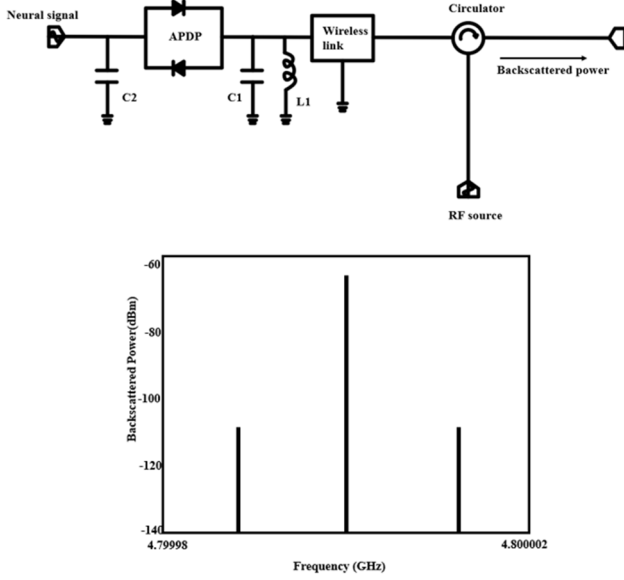 Circulator
Neural signal
APDP
Wireless
link
Backscattered power
C2
C1
L1
RF source
-60
-80
-100
-120
-140
Backscattered Power(dBm)
4.79998
4.800002
Frequency (GHz)